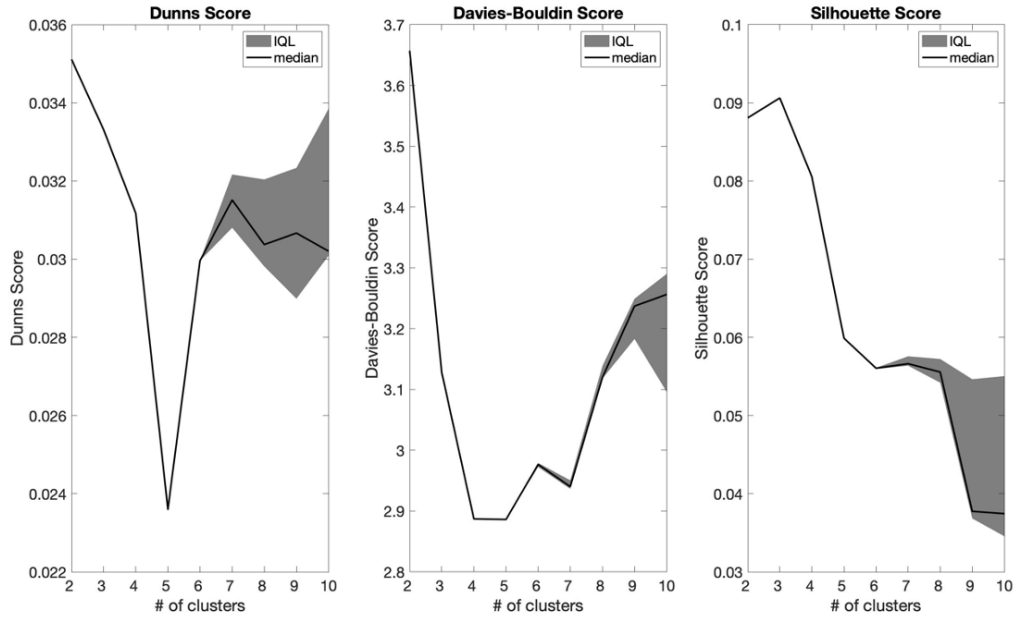 Dunns Score
0.036
0.034
0.032
0.03
0.028
0.026
0.024
0.022
Dunns Score
IQL
median
2 3 4 5 6 7 8 9 10
# of clusters
Davies-Bouldin Score
3.7
3.6
3.5
3.4
3.3
3.2
3.1
3
2.9
2.8
Davies-Bouldin Score
IQL
median
2 3 4 5 6 7 8 9 10
# of clusters
Silhouette Score
0.1
0.09
0.08
0.07
0.06
0.05
0.04
0.03
Silhouette Score
IQL
median
2 3 4 5 6 7 8 9 10
# of clusters